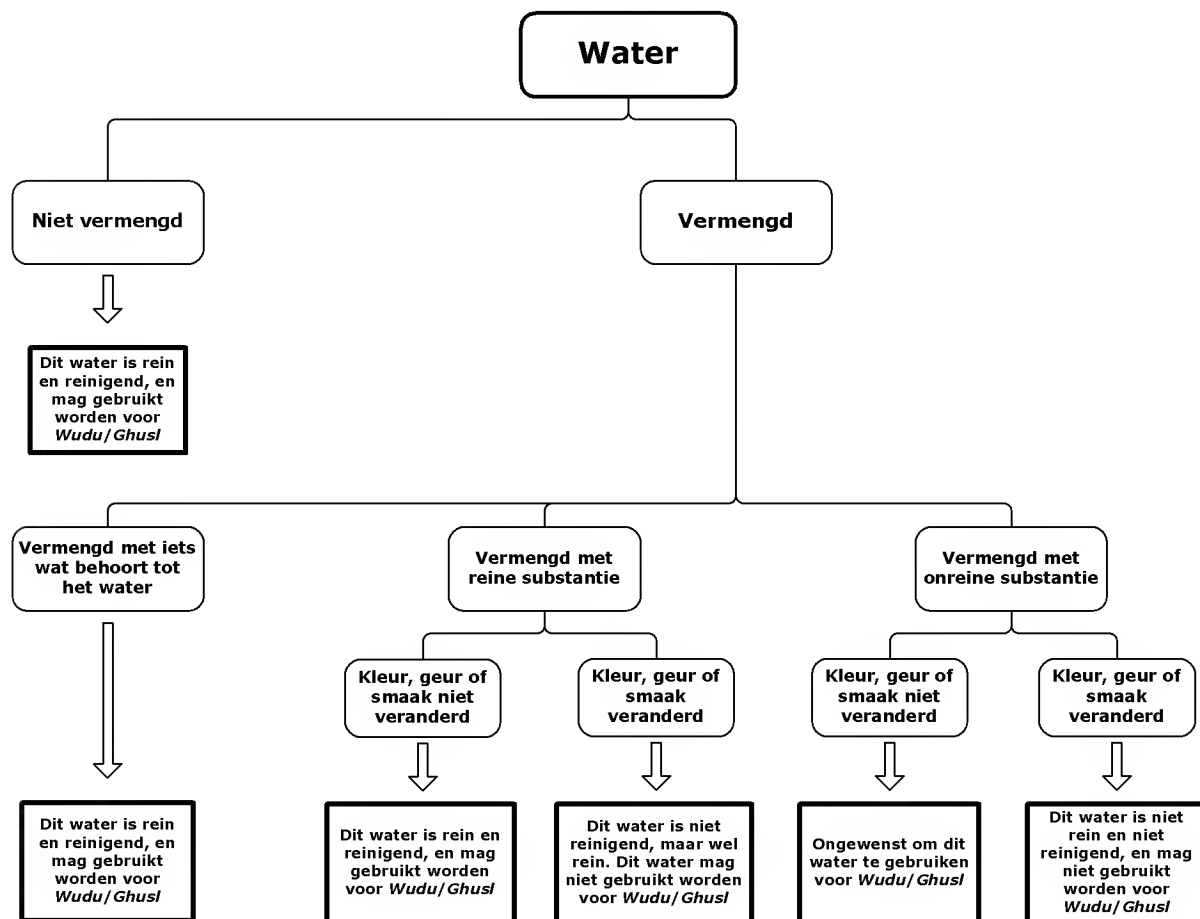 Water
Niet vermengd
Vermengd
Dit water is rein
en reinigend, en
mag gebruikt
worden voor
Wudu/Ghusl
Vermengd met iets
wat behoort tot
het water
Vermengd met
reine substantie
Vermengd met
onreine substantie
Kleur, geur of
smaak niet
veranderd
Kleur, geur of
smaak
veranderd
Kleur, geur of
smaak niet
veranderd
Kleur, geur of
smaak
veranderd
Dit water is rein
en reinigend, en
mag gebruikt
worden voor
Wudu/Ghusl
Dit water is rein en
reinigend, en mag
gebruikt worden
voor Wudu/Ghusl
Dit water is niet
reinigend, maar wel
rein. Dit water mag
niet gebruikt worden
voor Wudu/Ghusl
Ongewenst om dit
water te gebruiken
voor Wudu/Ghusl
Dit water is niet
rein en niet
reinigend, en mag
niet gebruikt
worden voor
Wudu/Ghusl